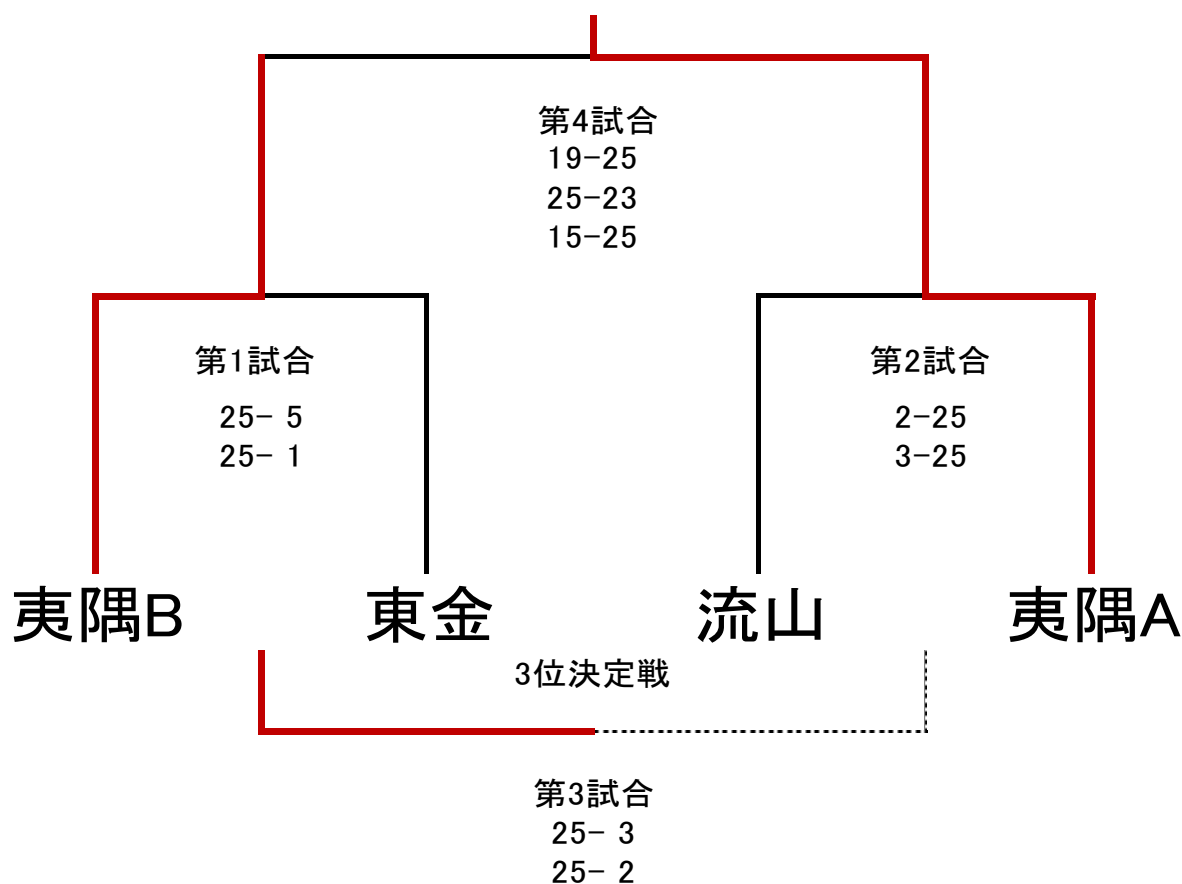 第4試合
19-25
25-23
15-25
第1試合
25- 5
25- 1
第2試合
2-25
3-25
夷隅B
東金
流山
夷隅A
3位決定戦
第3試合
25- 3
25- 2